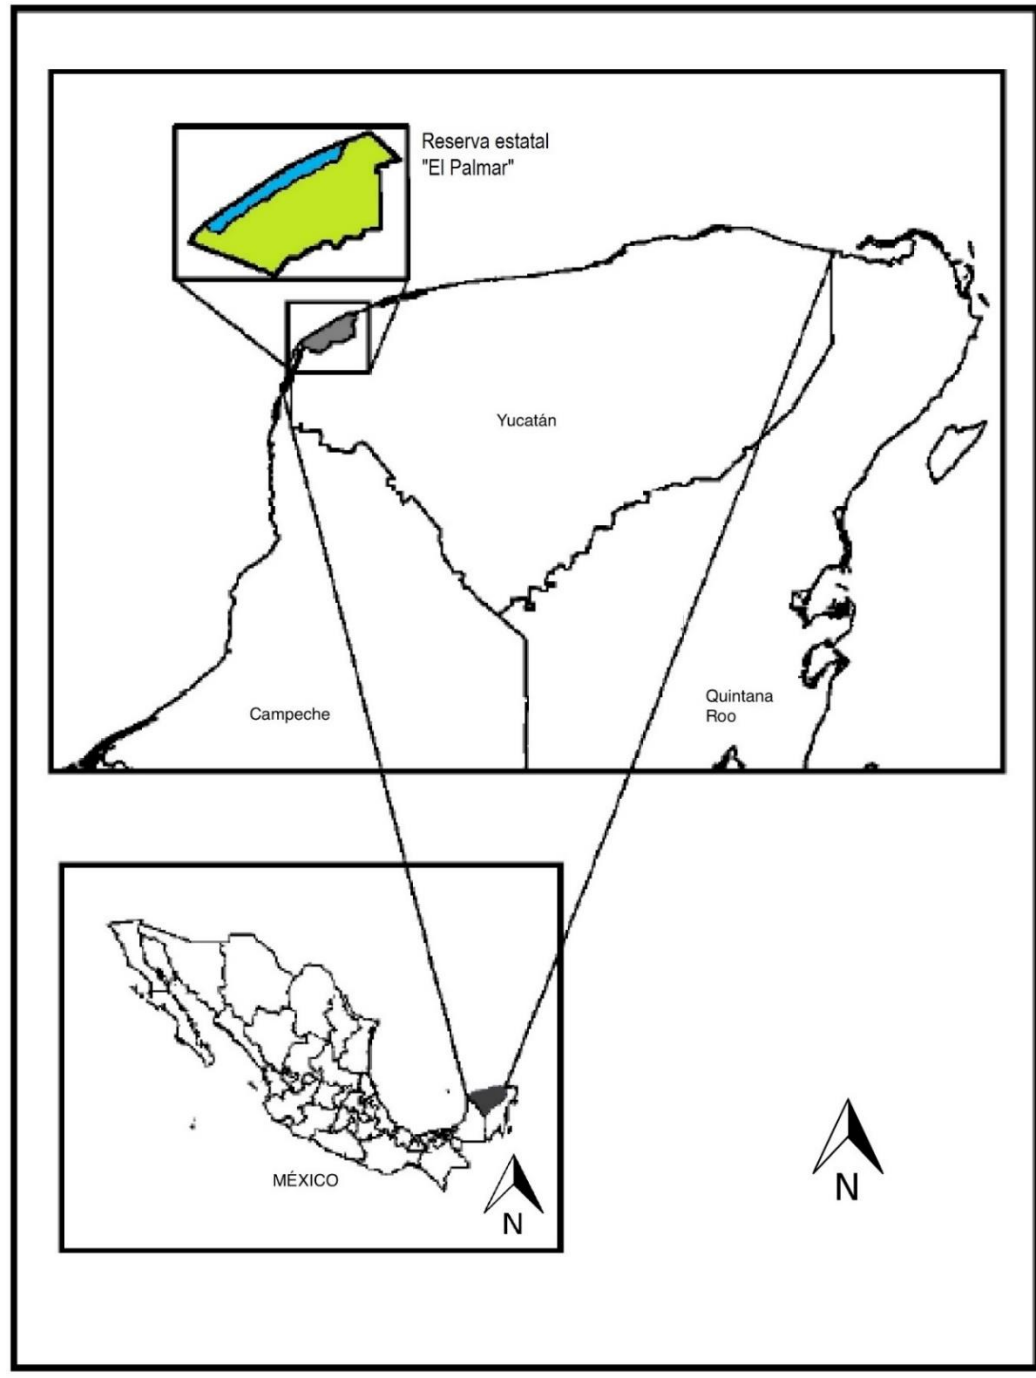 Reserva estatal
"El Palmar"
Yucatán
Campeche
Quintana
Roo
MÉXICO
N
N